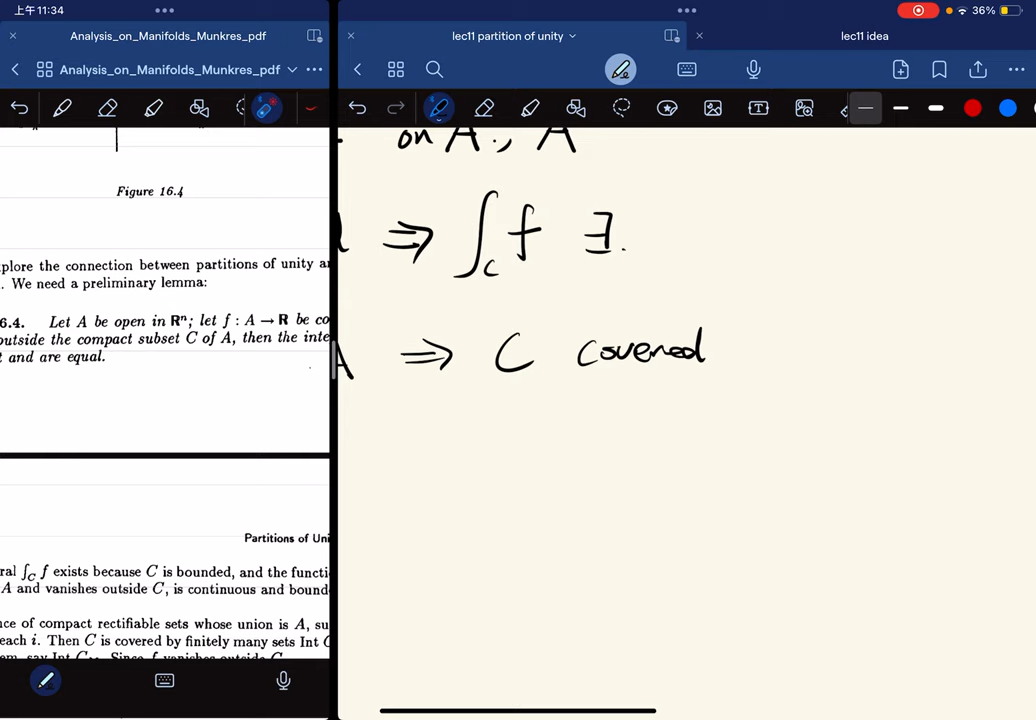 上午11:34
36%
Analysis_on_Manifolds_Munkres_pdf
lec11 partition of unity
lec11 idea
Analysis_on_Manifolds_Munkres_pdf
Figure 16.4
plore the connection between partitions of unity a
. We need a preliminary lemma:
6.4. Let A be open in Rⁿ; let f : A → R be co
outside the compact subset C of A, then the inte
t and are equal.
Partitions of Uni
ral ∫_C f exists because C is bounded, and the functi
A and vanishes outside C, is continuous and bound
nce of compact rectifiable sets whose union is A, su
each i. Then C is covered by finitely many sets Int C
on A., A
⇒ ∫_C f ∃.
A ⇒ C covered